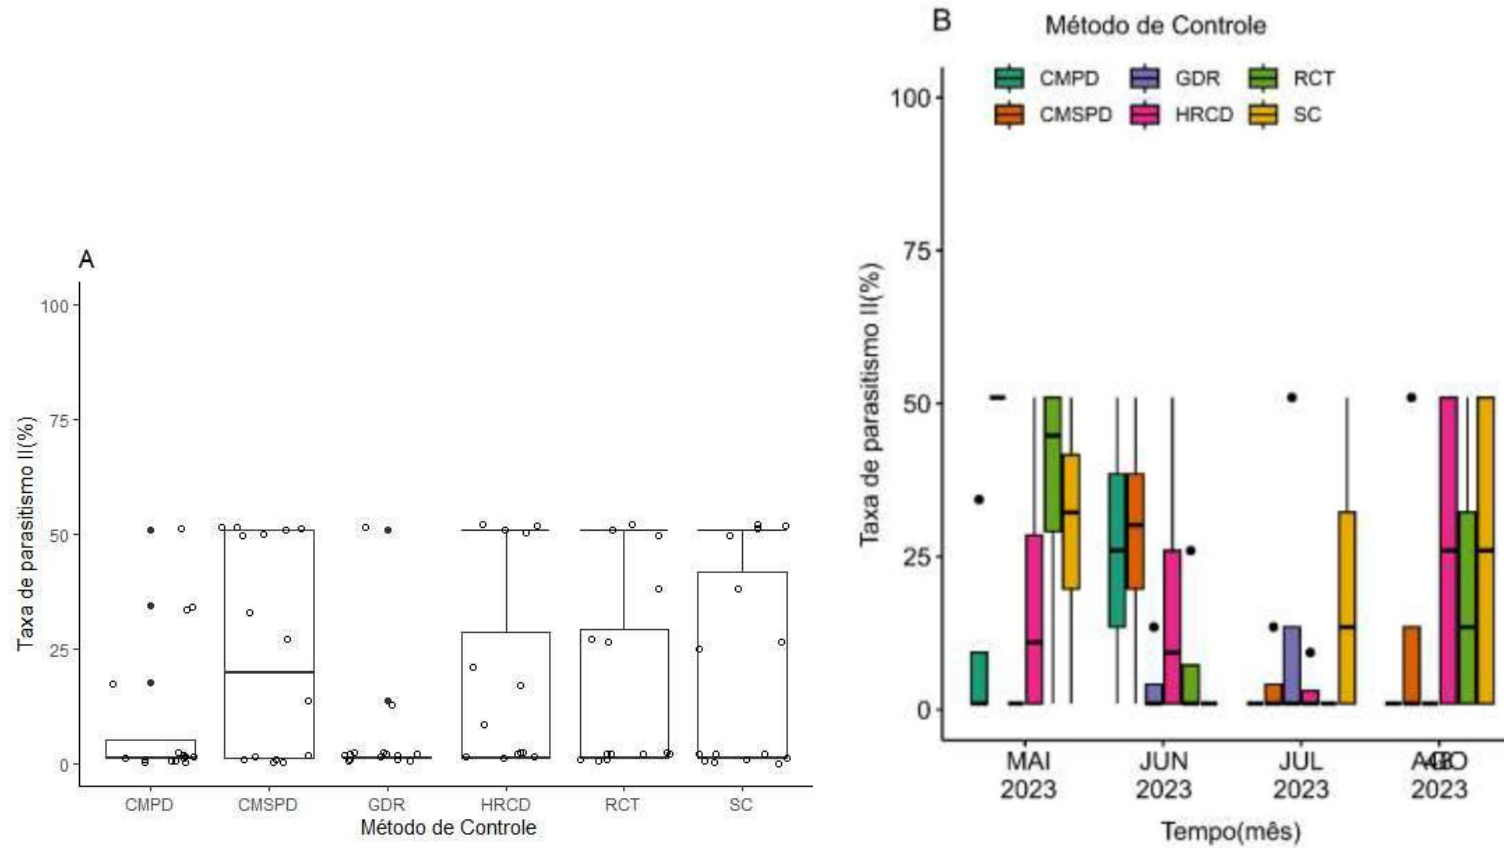 A
100
75
50
25
0
Taxa de parasitismo II(%)
CMPD CMSPD GDR HRCD RCT SC
Método de Controle
B
Método de Controle
CMPD GDR RCT
CMSPD HRCD SC
100
75
50
25
0
Taxa de parasitismo II(%)
MAI JUN JUL
2023 2023 2023 2023
Tempo(mês)